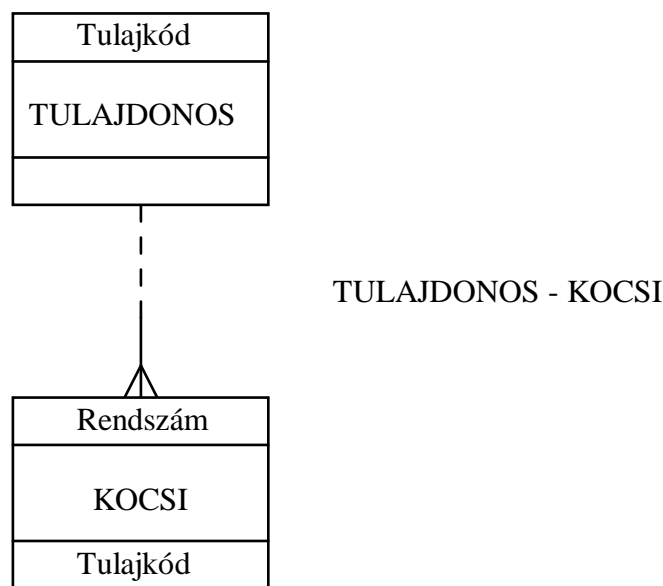 Tulajkód
TULAJDONOS
TULAJDONOS - KOCSI
Rendszám
KOCSI
Tulajkód